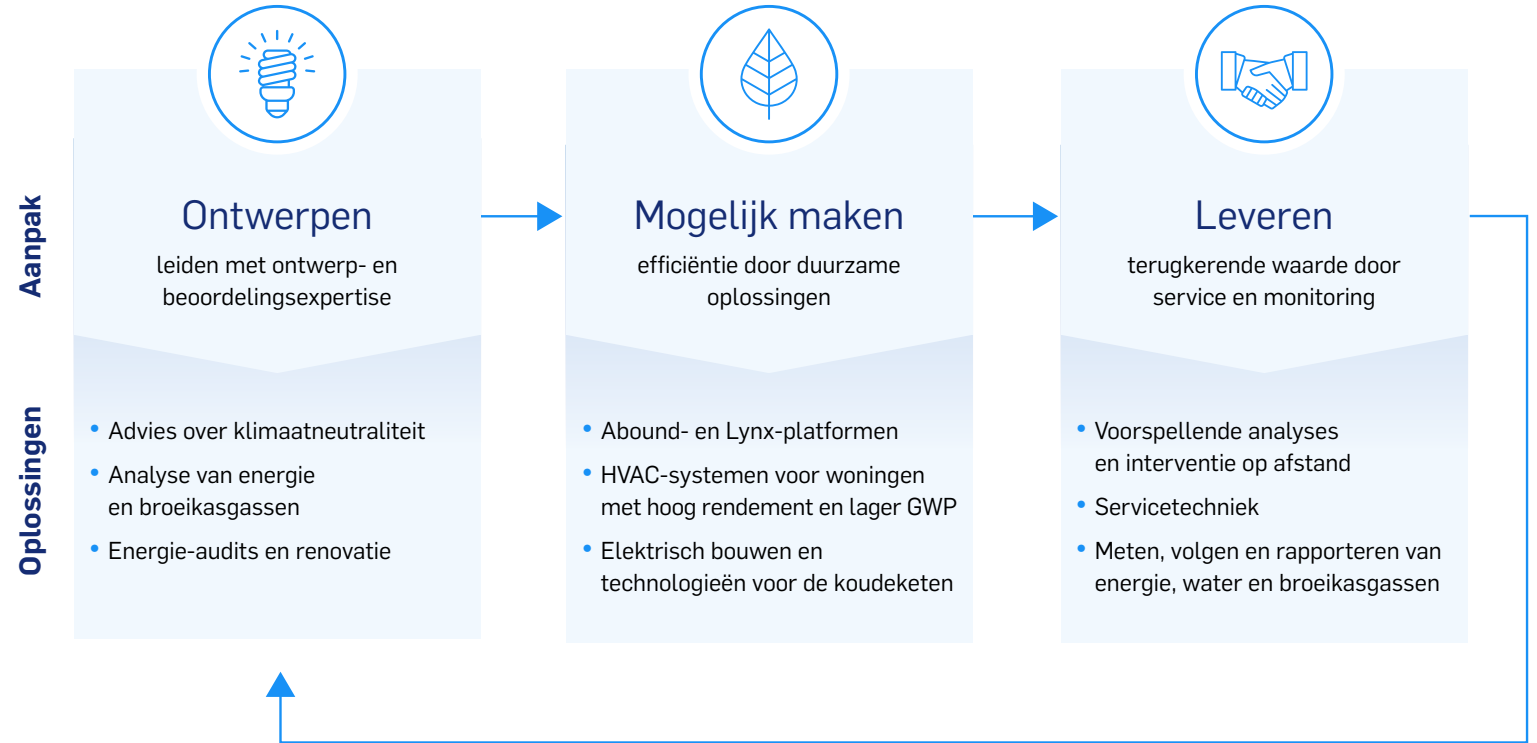 Aanpak
Ontwerpen
leiden met ontwerp- en
beoordelingsexpertise
Mogelijk maken
efficiëntie door duurzame
oplossingen
Leveren
terugkerende waarde door
service en monitoring
Oplossingen
• Advies over klimaatneutraliteit
• Analyse van energie
en broeikasgassen
• Energie-audits en renovatie
• Abound- en Lynx-platformen
• HVAC-systemen voor woningen
met hoog rendement en lager GWP
• Elektrisch bouwen en
technologieën voor de koudeketen
• Voorspellende analyses
en interventie op afstand
• Servicetechniek
• Meten, volgen en rapporteren van
energie, water en broeikasgassen